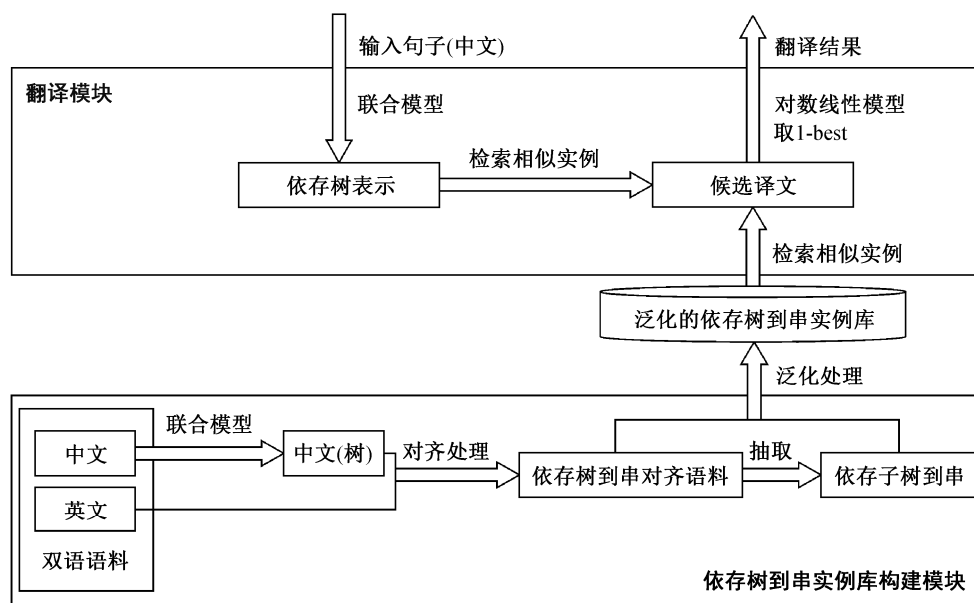 输入句子(中文)
翻译结果
翻译模块
联合模型
对数线性模型
取1-best
检索相似实例
依存树表示
候选译文
检索相似实例
泛化的依存树到串实例库
泛化处理
联合模型
中文
中文(树)
对齐处理
依存树到串对齐语料
抽取
依存子树到串
英文
双语语料
依存树到串实例库构建模块